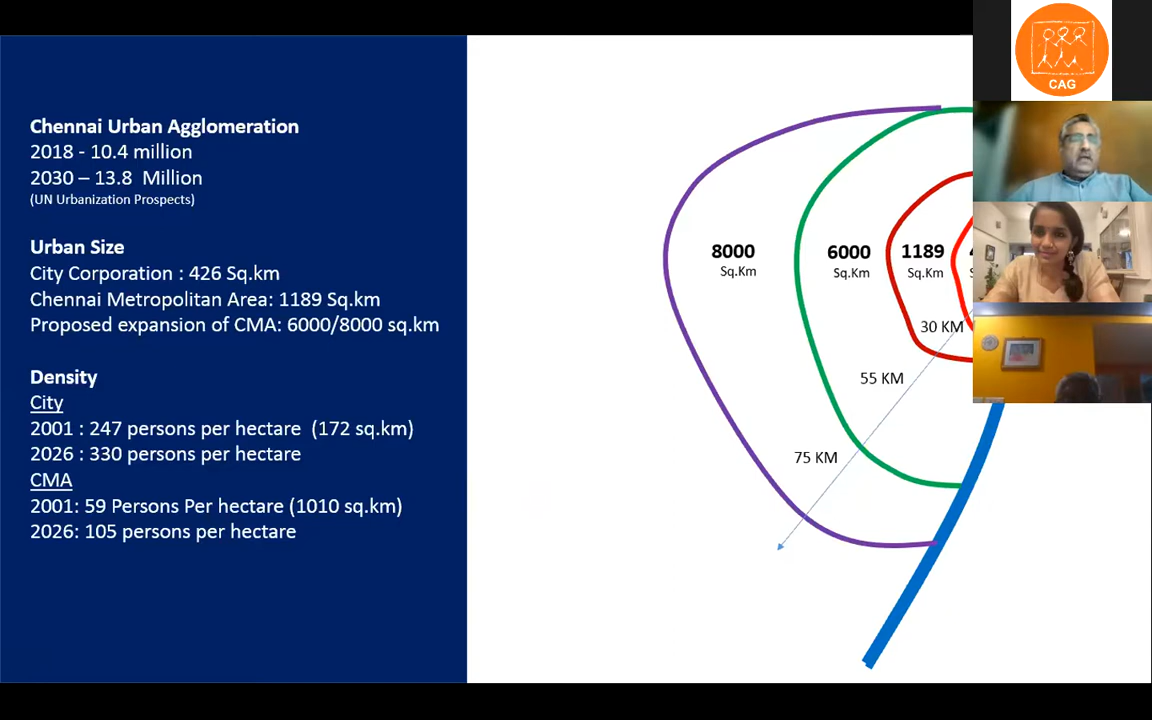 Chennai Urban Agglomeration
2018 - 10.4 million
2030 – 13.8 Million
(UN Urbanization Prospects)
Urban Size
City Corporation : 426 Sq.km
Chennai Metropolitan Area: 1189 Sq.km
Proposed expansion of CMA: 6000/8000 sq.km
Density
City
2001 : 247 persons per hectare (172 sq.km)
2026 : 330 persons per hectare
CMA
2001: 59 Persons Per hectare (1010 sq.km)
2026: 105 persons per hectare
8000
Sq.Km
6000
Sq.Km
1189
Sq.Km
30 KM
55 KM
75 KM
CAG